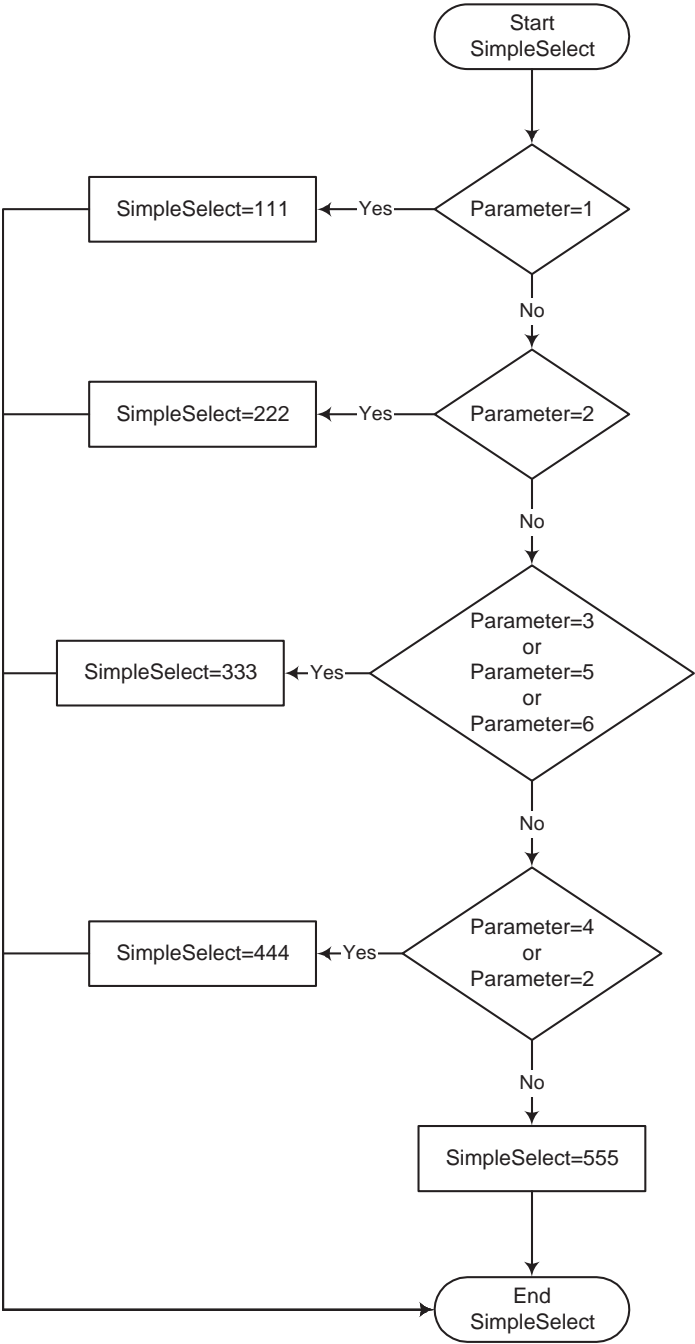 Start
SimpleSelect
SimpleSelect=111
Yes
Parameter=1
No
SimpleSelect=222
Yes
Parameter=2
No
Parameter=3
or
SimpleSelect=333
Yes
Parameter=5
or
Parameter=6
No
Parameter=4
SimpleSelect=444
Yes
or
Parameter=2
No
SimpleSelect=555
End
SimpleSelect